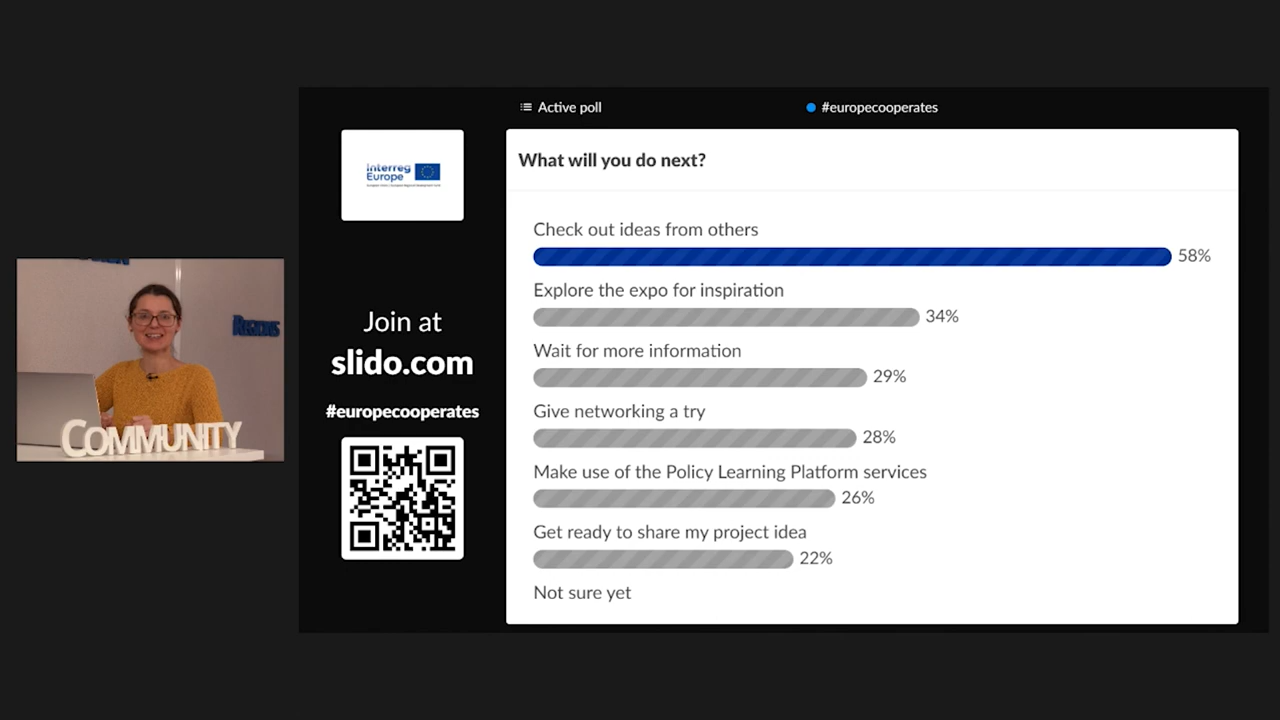 Active poll
#europecooperates
Interreg
Europe
What will you do next?
Check out ideas from others
58%
Explore the expo for inspiration
34%
Wait for more information
29%
Give networking a try
28%
Make use of the Policy Learning Platform services
26%
Get ready to share my project idea
22%
Not sure yet
Join at
slido.com
#europecooperates
REGIONS
COMMUNITY